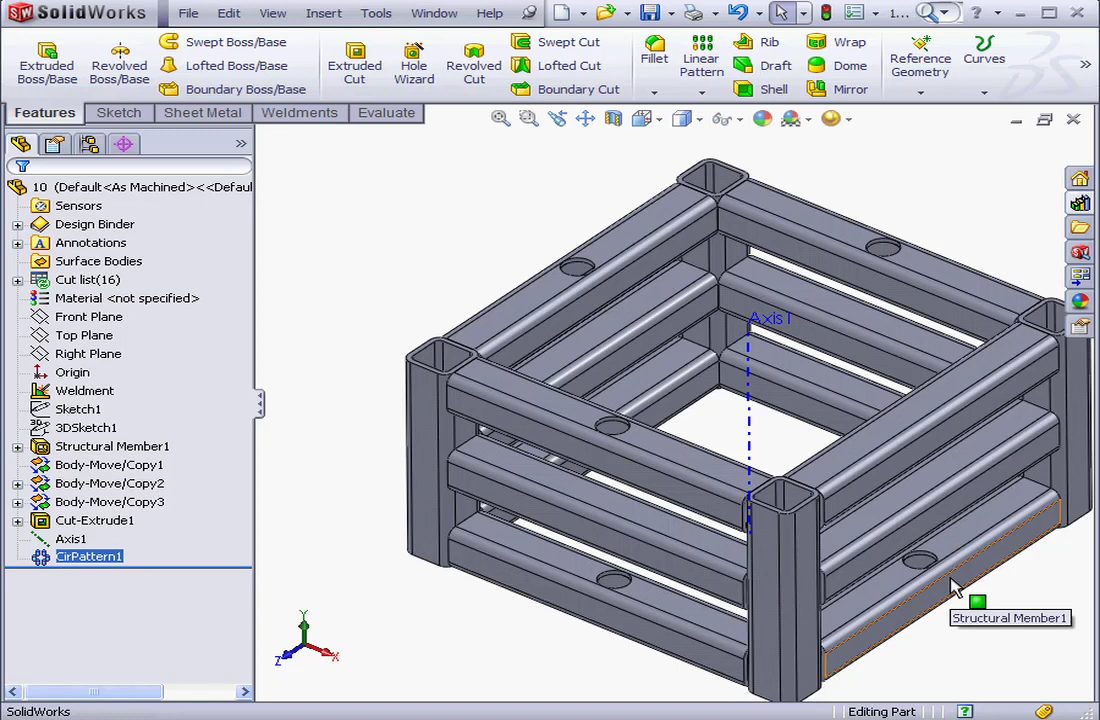 SolidWorks File Edit View Insert Tools Window Help 1... ?
Extruded Boss/Base Revolved Boss/Base Swept Boss/Base Lofted Boss/Base Boundary Boss/Base Extruded Cut Hole Wizard Revolved Cut Swept Cut Lofted Cut Boundary Cut Fillet Linear Pattern Rib Draft Shell Wrap Dome Mirror Reference Geometry Curves
Features Sketch Sheet Metal Weldments Evaluate
10 (Default<As Machined><<Defaul
Sensors
Design Binder
Annotations
Surface Bodies
Cut list(16)
Material <not specified>
Front Plane
Top Plane
Right Plane
Origin
Weldment
Sketch1
3DSketch1
Structural Member1
Body-Move/Copy1
Body-Move/Copy2
Body-Move/Copy3
Cut-Extrude1
Axis1
CirPattern1
Axis1
Structural Member1
Y
Z X
SolidWorks Editing Part ?